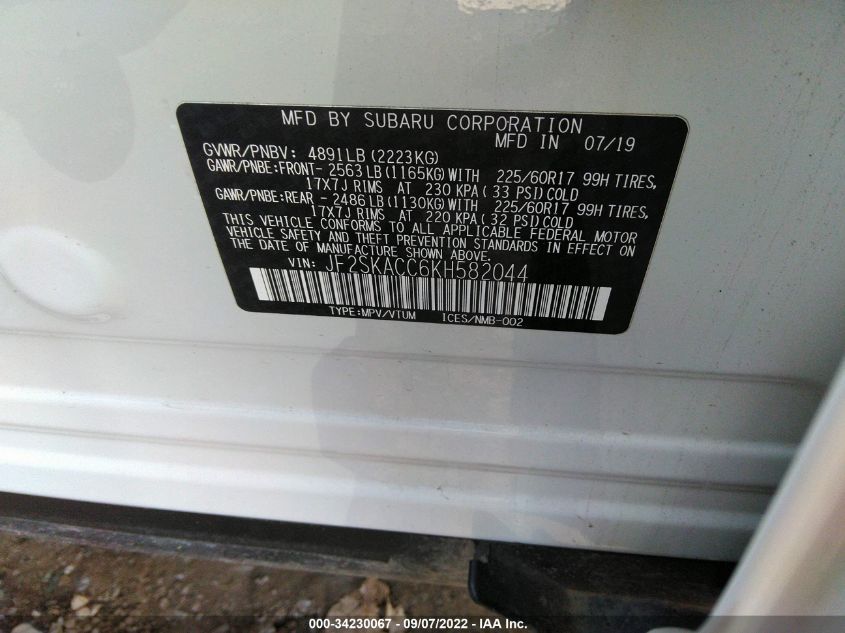 MFD BY SUBARU CORPORATION
MFD IN 07/19
GVWR/PNBV: 4891LB (2223KG)
GAWR/PNBE:FRONT- 2563LB (1165KG) WITH 225/60R17 99H TIRES,
17X7J RIMS AT 230 KPA( 33 PSI)COLD
GAWR/PNBE:REAR - 2486LB (1130KG) WITH 225/60R17 99H TIRES,
17X7J RIMS AT 220 KPA( 32 PSI)COLD
THIS VEHICLE CONFORMS TO ALL APPLICABLE FEDERAL MOTOR
VEHICLE SAFETY AND THEFT PREVENTION STANDARDS IN EFFECT ON
THE DATE OF MANUFACTURE SHOWN ABOVE.
VIN: JF2SKACC6KH582044
TYPE:MPV/VTUM ICES/NMB-002
000-34230067 - 09/07/2022 - IAA Inc.